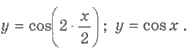 y = cos(2 · x/2); y = cos x.